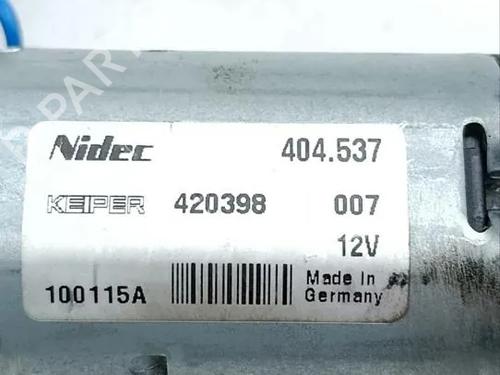 Nidec 404.537
KEIPER 420398 007
12V
100115A Made In
Germany